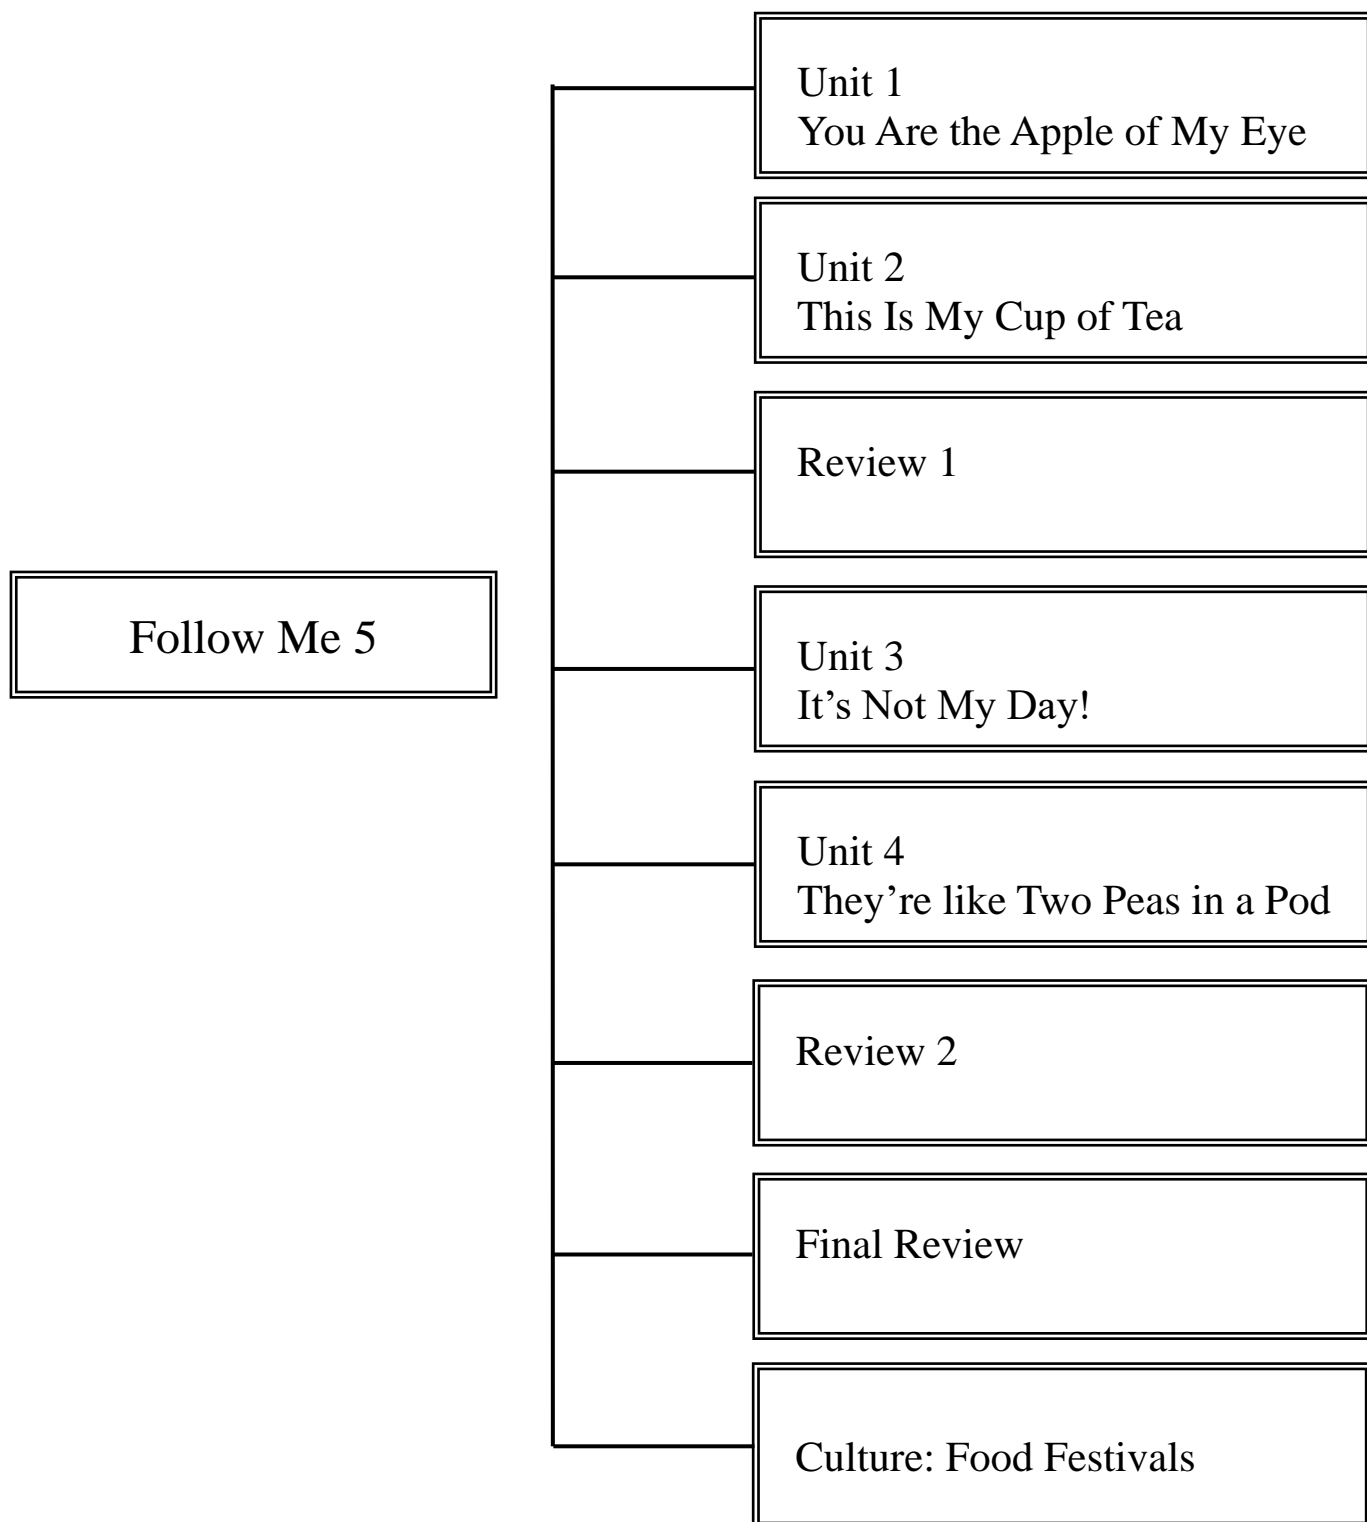 Unit 1
You Are the Apple of My Eye
Unit 2
This Is My Cup of Tea
Review 1
Follow Me 5
Unit 3
It’s Not My Day!
Unit 4
They’re like Two Peas in a Pod
Review 2
Final Review
Culture: Food Festivals